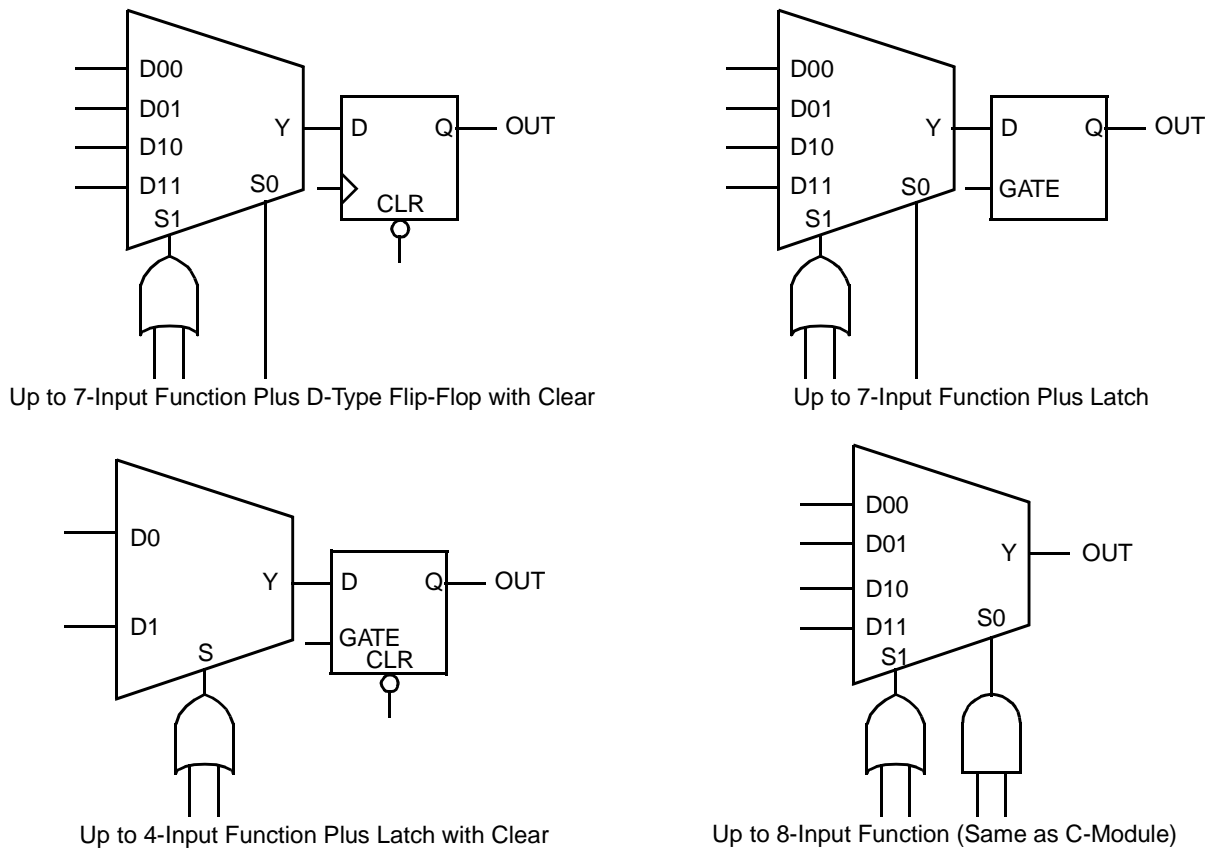 D00
D01
D10
D11
Y
S0
S1
D
Q
OUT
CLR
Up to 7-Input Function Plus D-Type Flip-Flop with Clear
D00
D01
D10
D11
Y
S0
S1
D
Q
OUT
GATE
Up to 7-Input Function Plus Latch
D0
D1
Y
S
D
Q
OUT
GATE
CLR
Up to 4-Input Function Plus Latch with Clear
D00
D01
D10
D11
Y
OUT
S0
S1
Up to 8-Input Function (Same as C-Module)